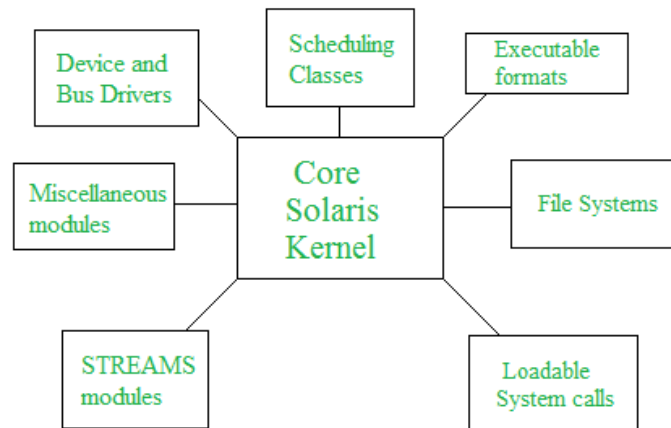 Scheduling
Classes
Executable
formats
Device and
Bus Drivers
Core
Solaris
Kernel
Miscellaneous
modules
File Systems
STREAMS
modules
Loadable
System calls